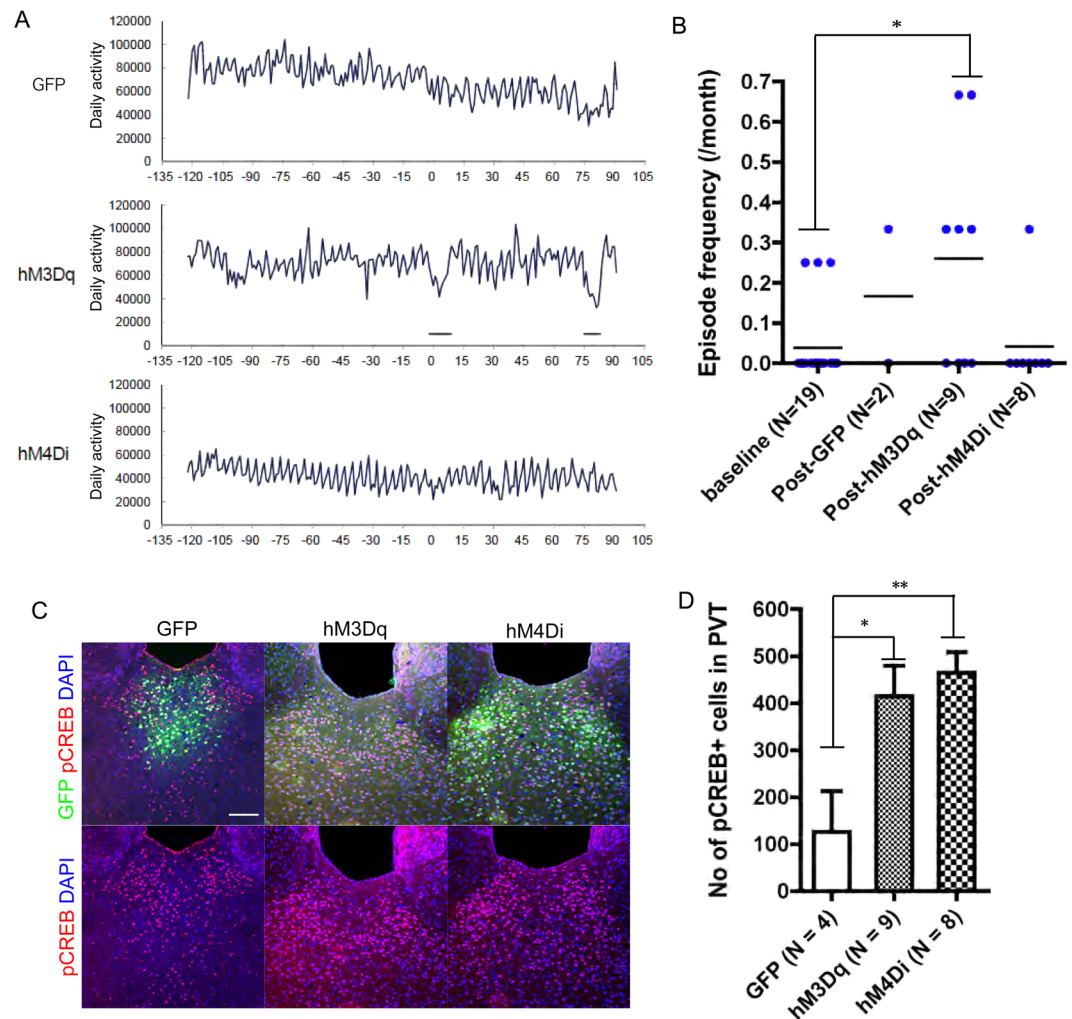 A
GFP
Daily activity
120000
100000
80000
60000
40000
20000
0
-135 -120 -105 -90 -75 -60 -45 -30 -15 0 15 30 45 60 75 90 105
hM3Dq
Daily activity
120000
100000
80000
60000
40000
20000
0
-135 -120 -105 -90 -75 -60 -45 -30 -15 0 15 30 45 60 75 90 105
hM4Di
Daily activity
120000
100000
80000
60000
40000
20000
0
-135 -120 -105 -90 -75 -60 -45 -30 -15 0 15 30 45 60 75 90 105
B
*
Episode frequency (/month)
0.7
0.6
0.5
0.4
0.3
0.2
0.1
0.0
baseline (N=19)
Post-GFP (N=2)
Post-hM3Dq (N=9)
Post-hM4Di (N=8)
C
GFP hM3Dq hM4Di
GFP pCREB DAPI
pCREB DAPI
D
**
*
No of pCREB+ cells in PVT
600
500
400
300
200
100
0
GFP (N = 4)
hM3Dq (N = 9)
hM4Di (N = 8)